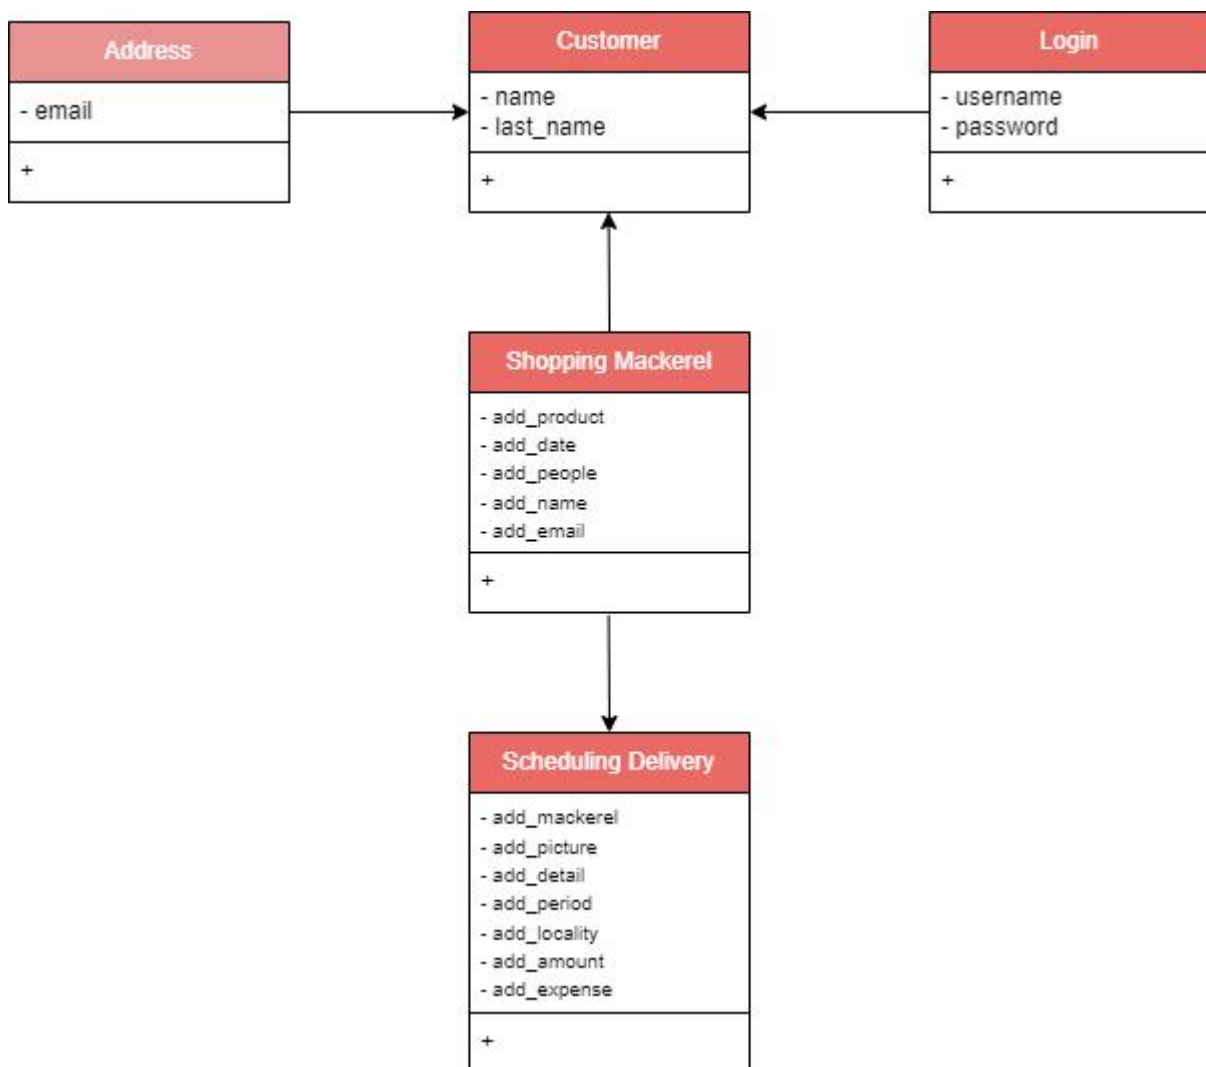 Address
- email
+
Customer
- name
- last_name
+
Login
- username
- password
+
Shopping Mackerel
- add_product
- add_date
- add_people
- add_name
- add_email
+
Scheduling Delivery
- add_mackerel
- add_picture
- add_detail
- add_period
- add_locality
- add_amount
- add_expense
+